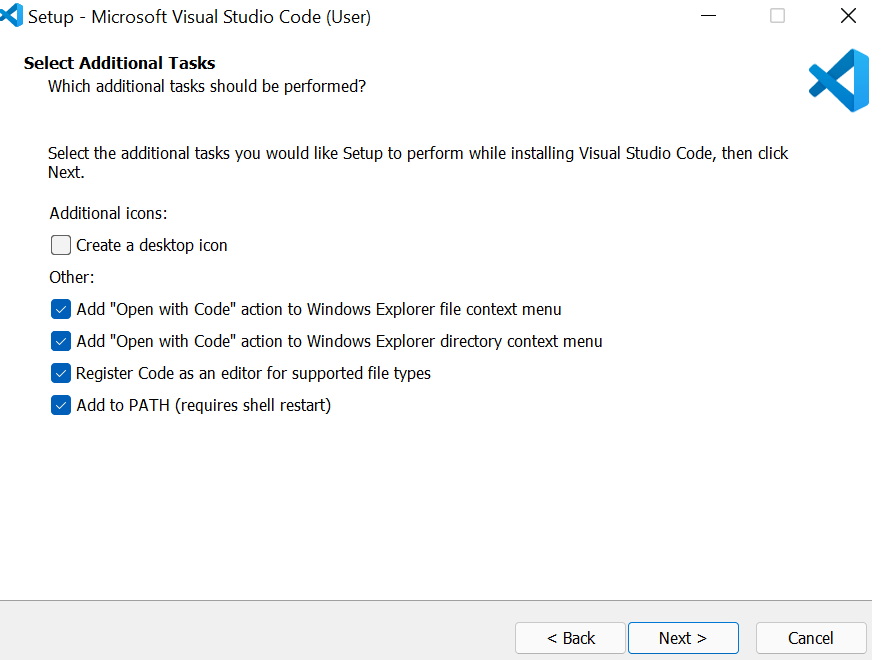 Setup - Microsoft Visual Studio Code (User)
Select Additional Tasks
Which additional tasks should be performed?
Select the additional tasks you would like Setup to perform while installing Visual Studio Code, then click
Next.
Additional icons:
Create a desktop icon
Other:
Add "Open with Code" action to Windows Explorer file context menu
Add "Open with Code" action to Windows Explorer directory context menu
Register Code as an editor for supported file types
Add to PATH (requires shell restart)
< Back Next > Cancel